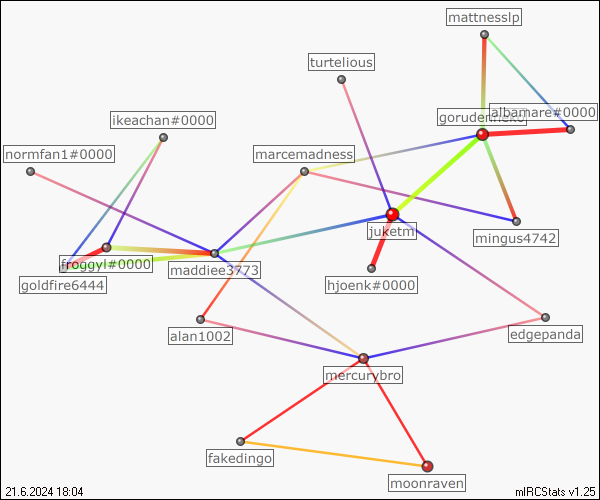 mattnesslp
turtelious
gorudenneko
albamare#0000
ikeachan#0000
normfan1#0000
marcemadness
juketm
mingus4742
froggyl#0000
maddiee3773
goldfire6444
hjoenk#0000
alan1002
edgepanda
mercurybro
fakedingo
moonraven
21.6.2024 18:04
mIRCStats v1.25